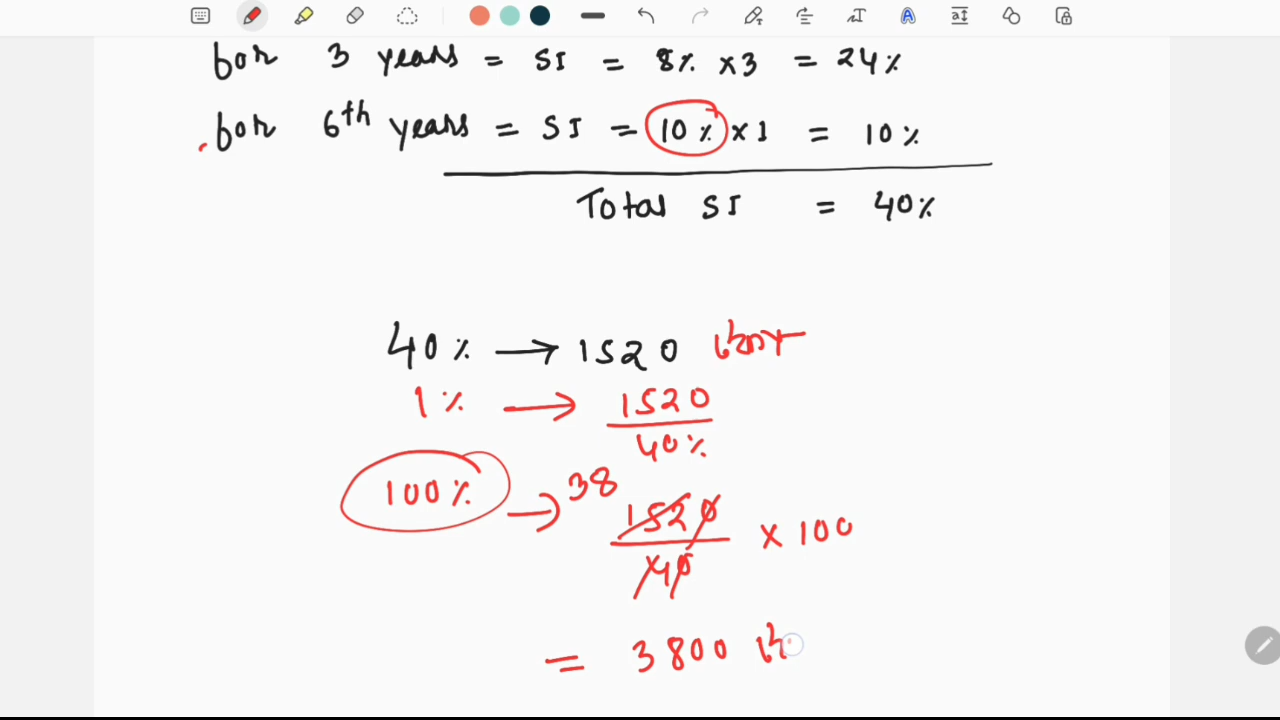 for 3 years = SI = 8% x3 = 24%
for 6th years = SI = 10% x1 = 10%
Total SI = 40%
40% → 1520
1% → 1520/40%
100% → 38 1520/40 x 100
= 3800